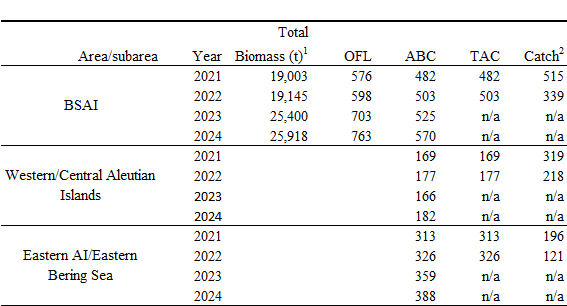 Total
Area/subarea Year Biomass (t)1 OFL ABC TAC Catch2
2021 19,003 576 482 482 515
2022 19,145 598 503 503 339
BSAI
2023 25,400 703 525 n/a n/a
2024 25,918 763 570 n/a n/a
2021 169 169 319
Western/Central Aleutian
2022 177 177 218
Islands
2023 166 n/a n/a
2024 182 n/a n/a
2021 313 313 196
Eastern AI/Eastern
2022 326 326 121
Bering Sea
2023 359 n/a n/a
2024 388 n/a n/a